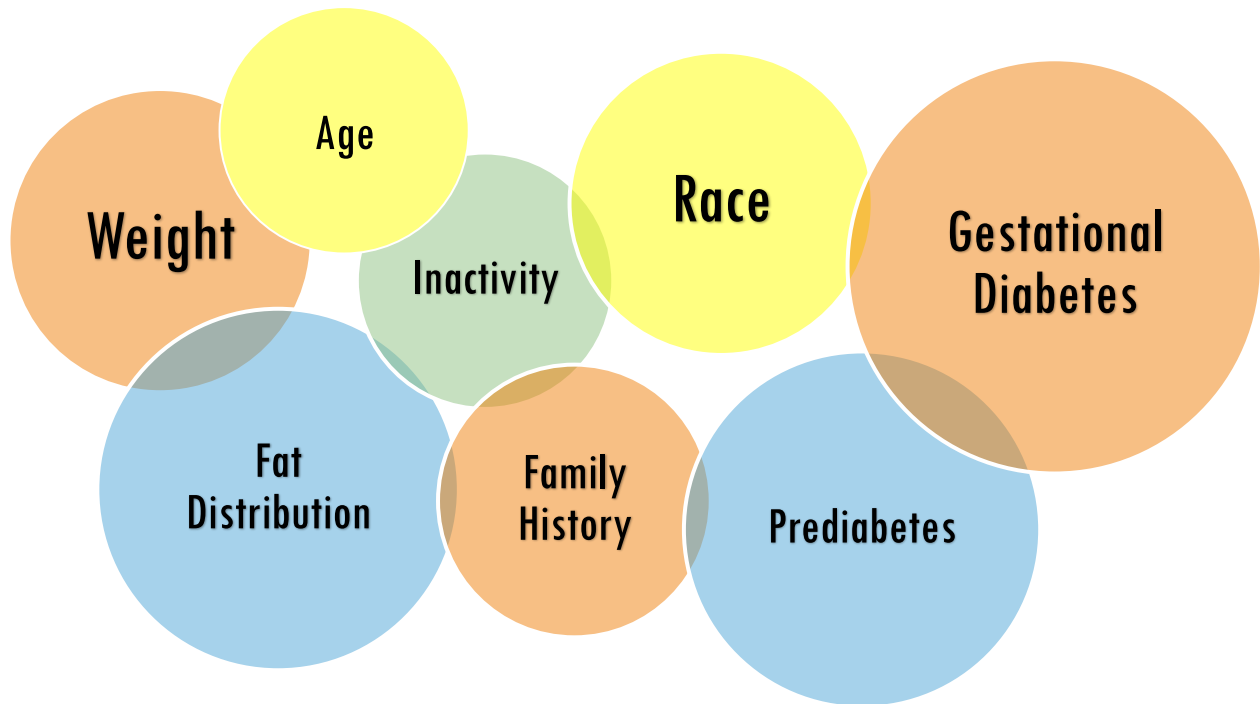 Age
Weight
Race
Inactivity
Gestational
Diabetes
Fat
Distribution
Family
History
Prediabetes